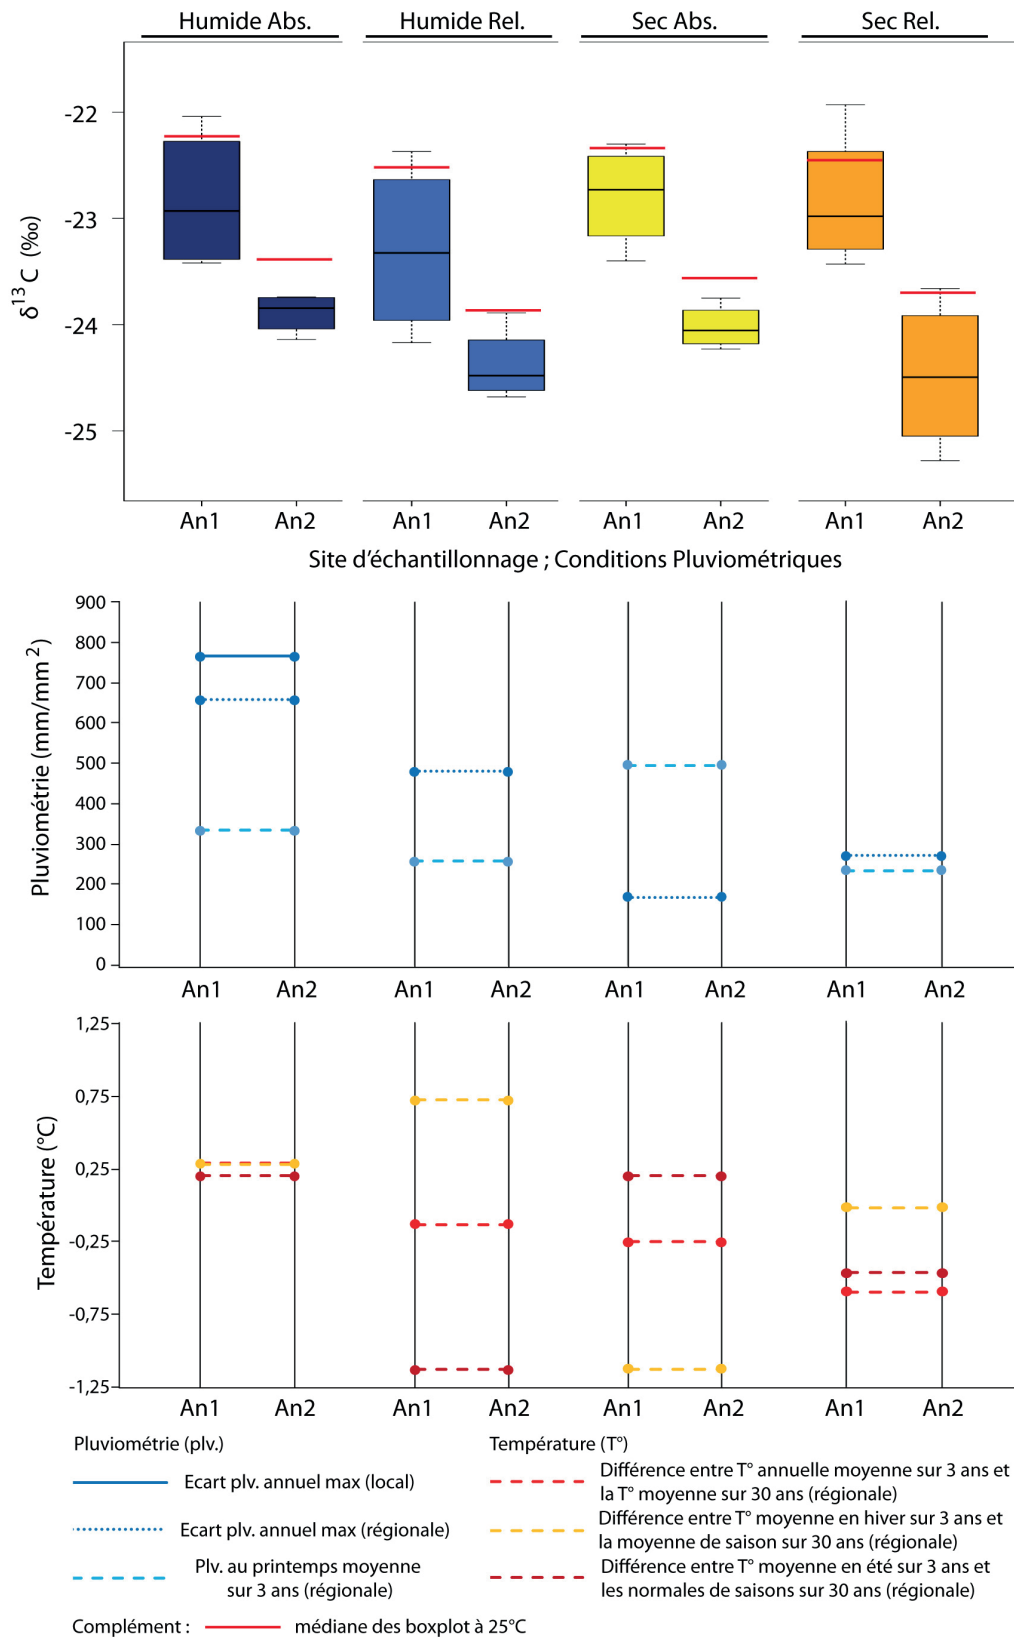 Humide Abs. Humide Rel. Sec Abs. Sec Rel.
δ¹³ C (‰)
-22
-23
-24
-25
An1 An2 An1 An2 An1 An2 An1 An2
Site d'échantillonnage ; Conditions Pluviométriques
Pluviométrie (mm/mm²)
900
800
700
600
500
400
300
200
100
0
An1 An2 An1 An2 An1 An2 An1 An2
Température (°C)
1,25
0,75
0,25
-0,25
-0,75
-1,25
An1 An2 An1 An2 An1 An2 An1 An2
Pluviométrie (plv.)
Ecart plv. annuel max (local)
Ecart plv. annuel max (régionale)
Plv. au printemps moyenne
sur 3 ans (régionale)
Température (T°)
Différence entre T° annuelle moyenne sur 3 ans et
la T° moyenne sur 30 ans (régionale)
Différence entre T° moyenne en hiver sur 3 ans et
la moyenne de saison sur 30 ans (régionale)
Différence entre T° moyenne en été sur 3 ans et
les normales de saisons sur 30 ans (régionale)
Complément : médiane des boxplot à 25°C